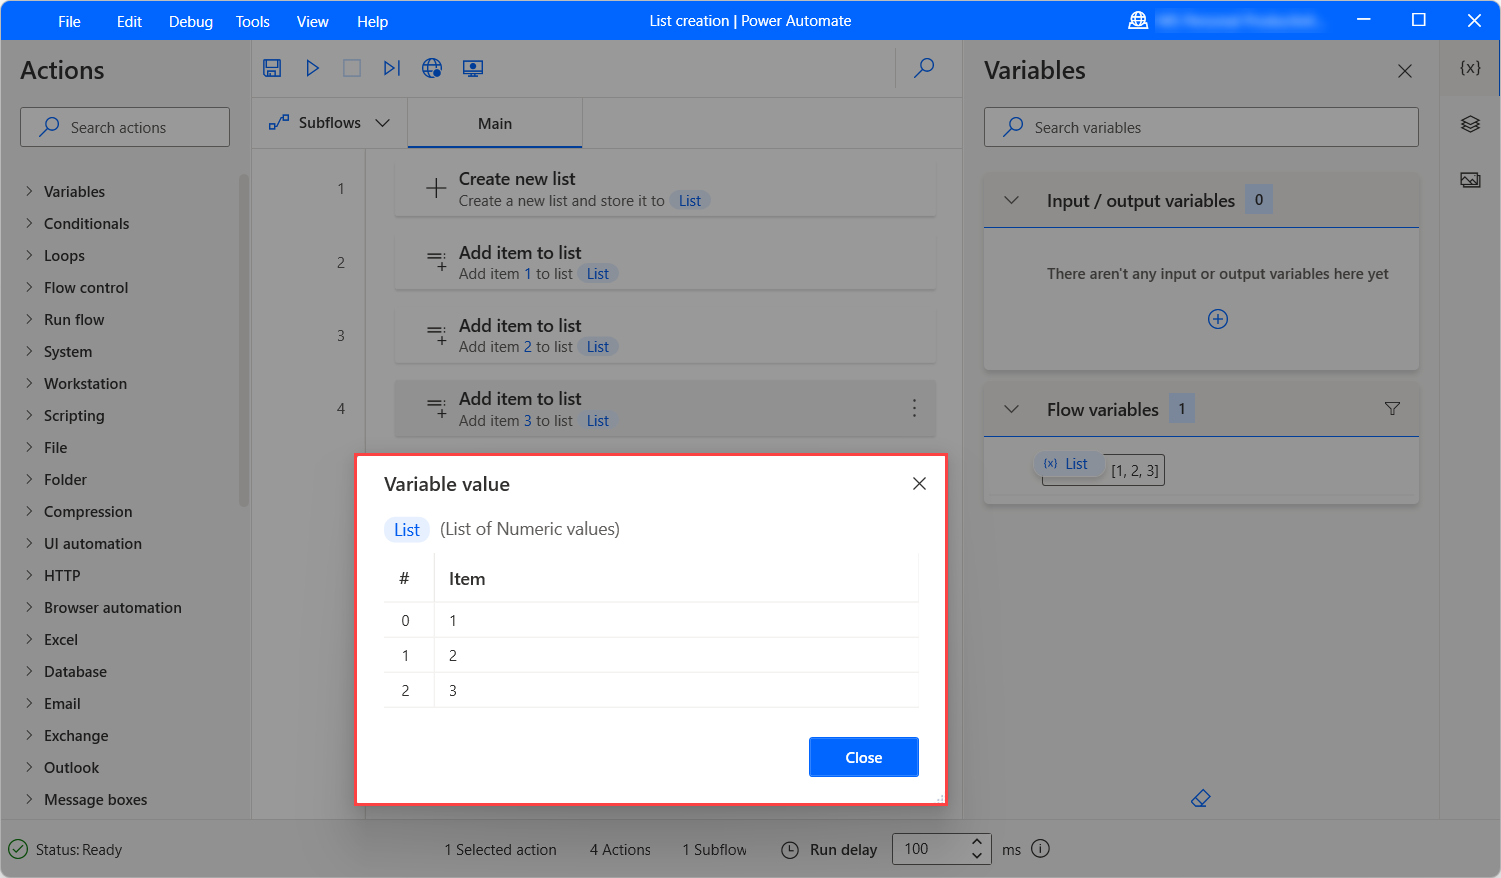 File Edit Debug Tools View Help
List creation | Power Automate
Actions
Search actions
Variables
Conditionals
Loops
Flow control
Run flow
System
Workstation
Scripting
File
Folder
Compression
UI automation
HTTP
Browser automation
Excel
Database
Email
Exchange
Outlook
Message boxes
Subflows
Main
1
Create new list
Create a new list and store it to List
2
Add item to list
Add item 1 to list List
3
Add item to list
Add item 2 to list List
4
Add item to list
Add item 3 to list List
Variable value
List (List of Numeric values)
# Item
0 1
1 2
2 3
Close
Variables
{x}
Search variables
Input / output variables 0
There aren't any input or output variables here yet
Flow variables 1
{x} List [1, 2, 3]
Status: Ready
1 Selected action
4 Actions
1 Subflow
Run delay 100 ms